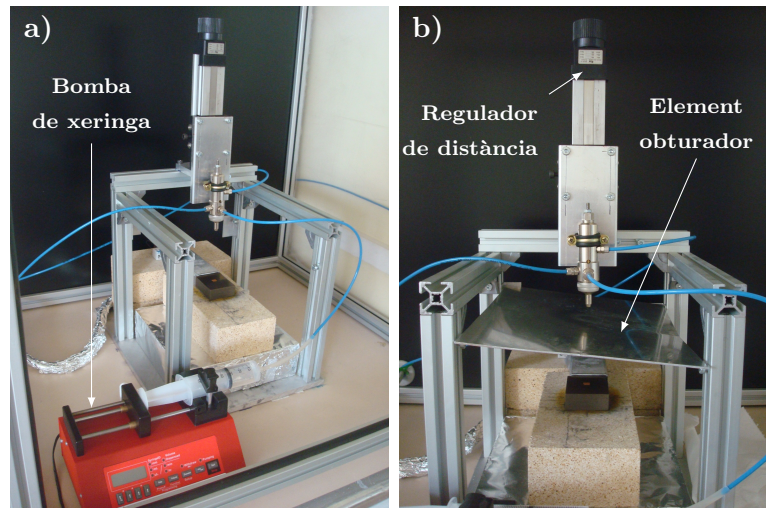 a)
Bomba
de xeringa
b)
Regulador
de distància
Element
obturador